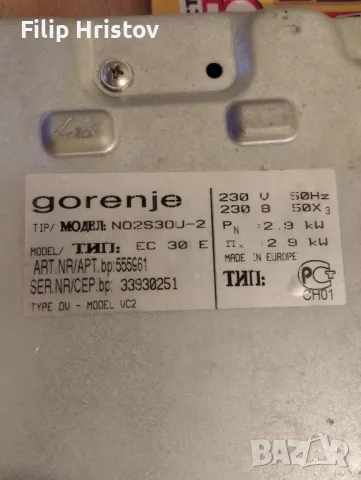 Filip Hristov
gorenje
TIP/ МОДЕЛ: N02S30U-2
MODEL/ ТИП: EC 30 E
ART.NR/APT.bp:555961
SER.NR/CEP.bp: 33930251
TYPE DV - MODEL VC2
230 V 50Hz
230 B 50Х3
PN :2.9 kW
Пн :2.9 kW
MADE IN EUROPE
ТИП:
CH01
BAZAR